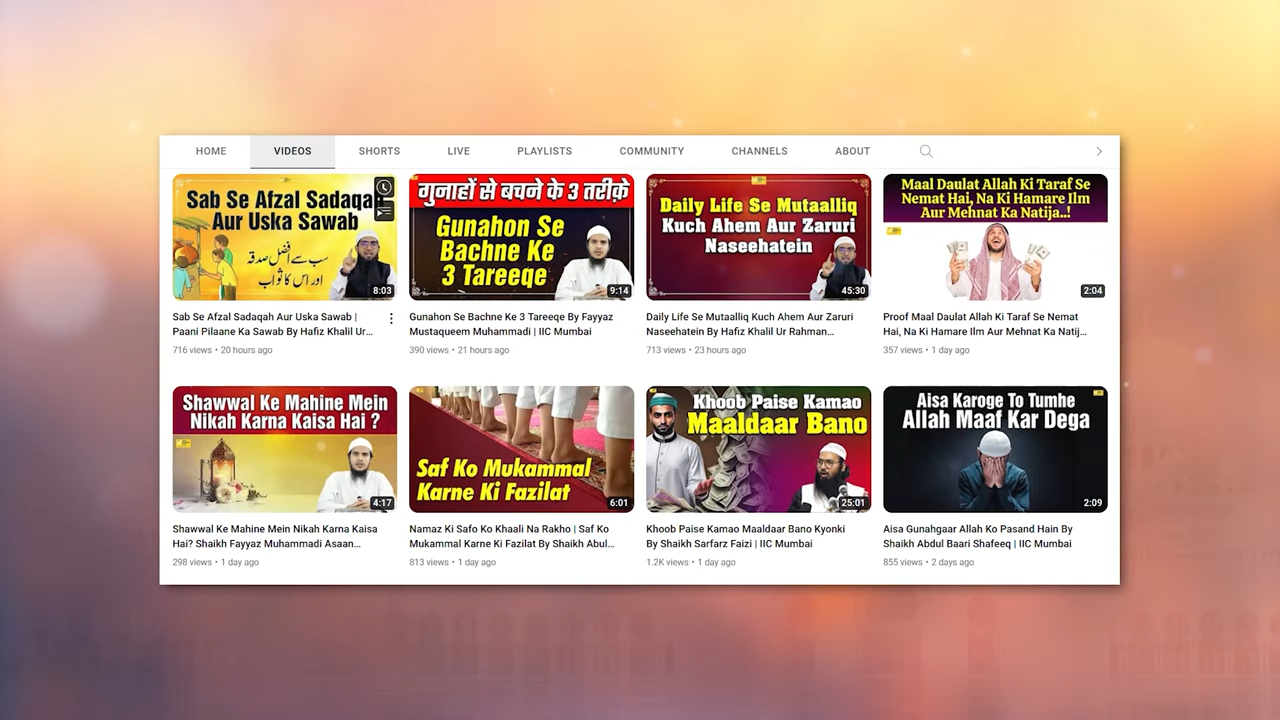 HOME VIDEOS SHORTS LIVE PLAYLISTS COMMUNITY CHANNELS ABOUT
Sab Se Afzal Sadaqah
Aur Uska Sawab
سب سے افضل صدقہ
اور اس کا ثواب
8:03
Sab Se Afzal Sadaqah Aur Uska Sawab |
Paani Pilaane Ka Sawab By Hafiz Khalil Ur...
716 views • 20 hours ago
गुनाहों से बचने के 3 तरीक़े
Gunahon Se
Bachne Ke
3 Tareeqe
9:14
Gunahon Se Bachne Ke 3 Tareeqe By Fayyaz
Mustaqueem Muhammadi | IIC Mumbai
390 views • 21 hours ago
Daily Life Se Mutaalliq
Kuch Ahem Aur Zaruri
Naseehatein
45:30
Daily Life Se Mutaalliq Kuch Ahem Aur Zaruri
Naseehatein By Hafiz Khalil Ur Rahman...
713 views • 23 hours ago
Maal Daulat Allah Ki Taraf Se
Nemat Hai, Na Ki Hamare Ilm
Aur Mehnat Ka Natija..!
2:04
Proof Maal Daulat Allah Ki Taraf Se Nemat
Hai, Na Ki Hamare Ilm Aur Mehnat Ka Natij...
357 views • 1 day ago
Shawwal Ke Mahine Mein
Nikah Karna Kaisa Hai ?
4:17
Shawwal Ke Mahine Mein Nikah Karna Kaisa
Hai? Shaikh Fayyaz Muhammadi Asaan...
298 views • 1 day ago
Saf Ko Mukammal
Karne Ki Fazilat
6:01
Namaz Ki Safo Ko Khaali Na Rakho | Saf Ko
Mukammal Karne Ki Fazilat By Shaikh Abul...
813 views • 1 day ago
Khoob Paise Kamao
Maaldaar Bano
25:01
Khoob Paise Kamao Maaldaar Bano Kyonki
By Shaikh Sarfarz Faizi | IIC Mumbai
1.2K views • 1 day ago
Aisa Karoge To Tumhe
Allah Maaf Kar Dega
2:09
Aisa Gunahgaar Allah Ko Pasand Hain By
Shaikh Abdul Baari Shafeeq | IIC Mumbai
855 views • 2 days ago